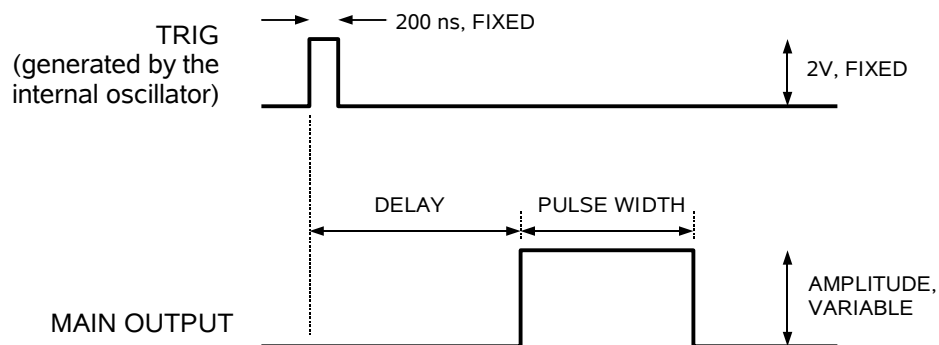 200 ns, FIXED
TRIG
(generated by the
internal oscillator)
2V, FIXED
DELAY
PULSE WIDTH
AMPLITUDE,
VARIABLE
MAIN OUTPUT